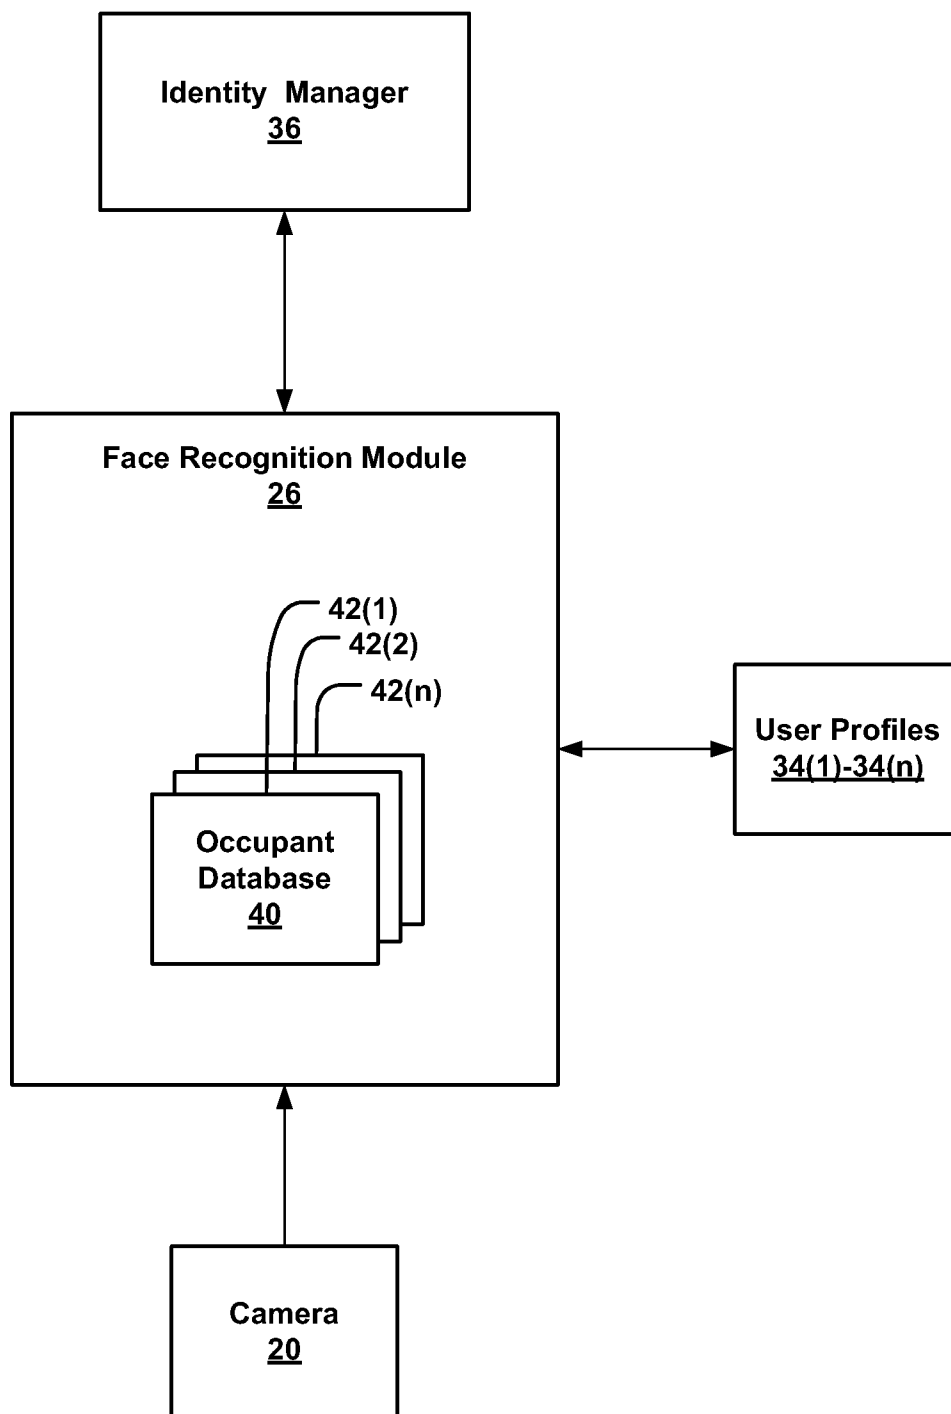 Identity Manager
36
Face Recognition Module
26
42(1)
42(2)
42(n)
Occupant
Database
40
User Profiles
34(1)-34(n)
Camera
20